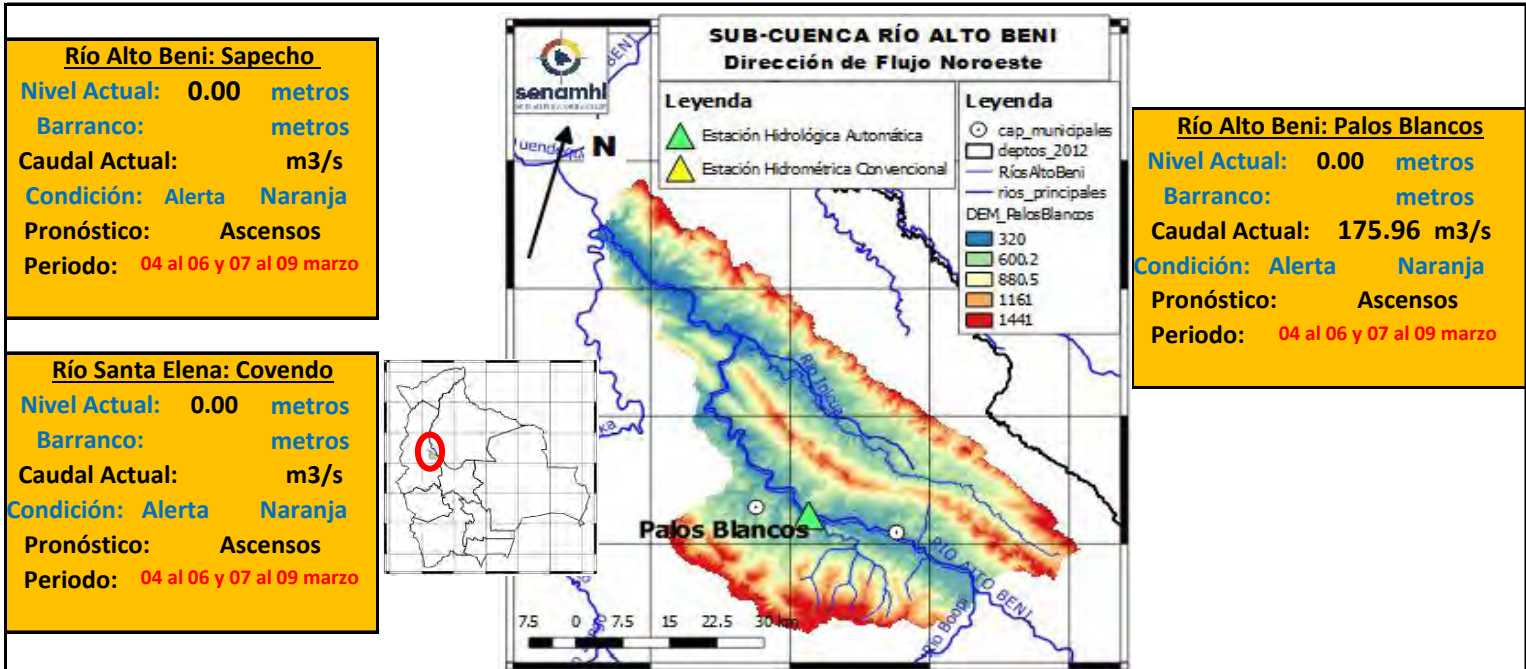 Río Alto Beni: Sapecho
Nivel Actual: 0.00 metros
Barranco: metros
Caudal Actual: m3/s
Condición: Alerta Naranja
Pronóstico: Ascensos
Periodo: 04 al 06 y 07 al 09 marzo
Río Santa Elena: Covendo
Nivel Actual: 0.00 metros
Barranco: metros
Caudal Actual: m3/s
Condición: Alerta Naranja
Pronóstico: Ascensos
Periodo: 04 al 06 y 07 al 09 marzo
senamhi
SUB-CUENCA RÍO ALTO BENI
Dirección de Flujo Noroeste
Leyenda
Estación Hidrológica Automática
Estación Hidrométrica Convencional
Leyenda
cap_municipales
deptos_2012
RíosAltoBeni
rios_principales
DEM_PalosBlancos
320
600.2
880.5
1161
1441
BENI
N
Río Inicua
Palos Blancos
RÍO ALTO BENI
Río Boopi
7.5 0 7.5 15 22.5 30 km
Río Alto Beni: Palos Blancos
Nivel Actual: 0.00 metros
Barranco: metros
Caudal Actual: 175.96 m3/s
Condición: Alerta Naranja
Pronóstico: Ascensos
Periodo: 04 al 06 y 07 al 09 marzo